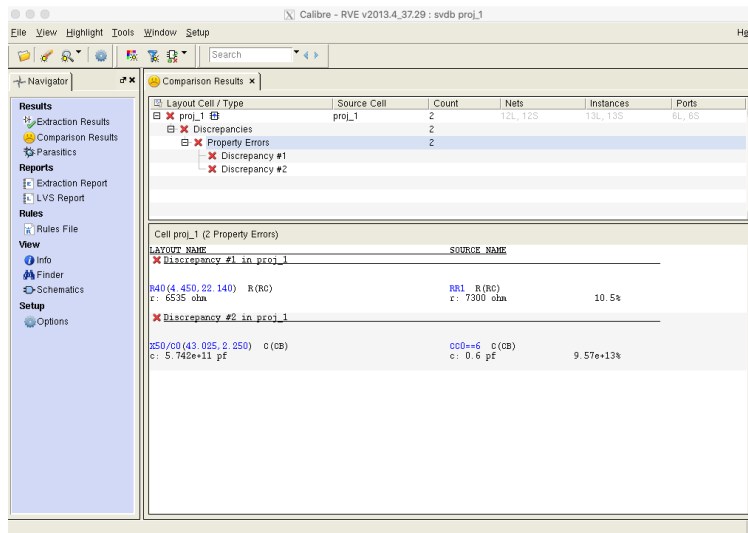 Calibre - RVE v2013.4_37.29 : svdb proj_1
File View Highlight Tools Window Setup
Search
Navigator
Comparison Results
Results
Extraction Results
Comparison Results
Parasitics
Reports
Extraction Report
LVS Report
Rules
Rules File
View
Info
Finder
Schematics
Setup
Options
Layout Cell / Type Source Cell Count Nets Instances Ports
proj_1 proj_1 2 12L, 12S 13L, 13S 6L, 6S
Discrepancies 2
Property Errors 2
Discrepancy #1
Discrepancy #2
Cell proj_1 (2 Property Errors)
LAYOUT NAME SOURCE NAME
Discrepancy #1 in proj_1
R40(4.450,22.140) R(RC) RR1 R(RC)
r: 6535 ohm r: 7300 ohm 10.5%
Discrepancy #2 in proj_1
X50/C0(43.025,2.250) C(CB) CC0==6 C(CB)
c: 5.742e+11 pf c: 0.6 pf 9.57e+13%